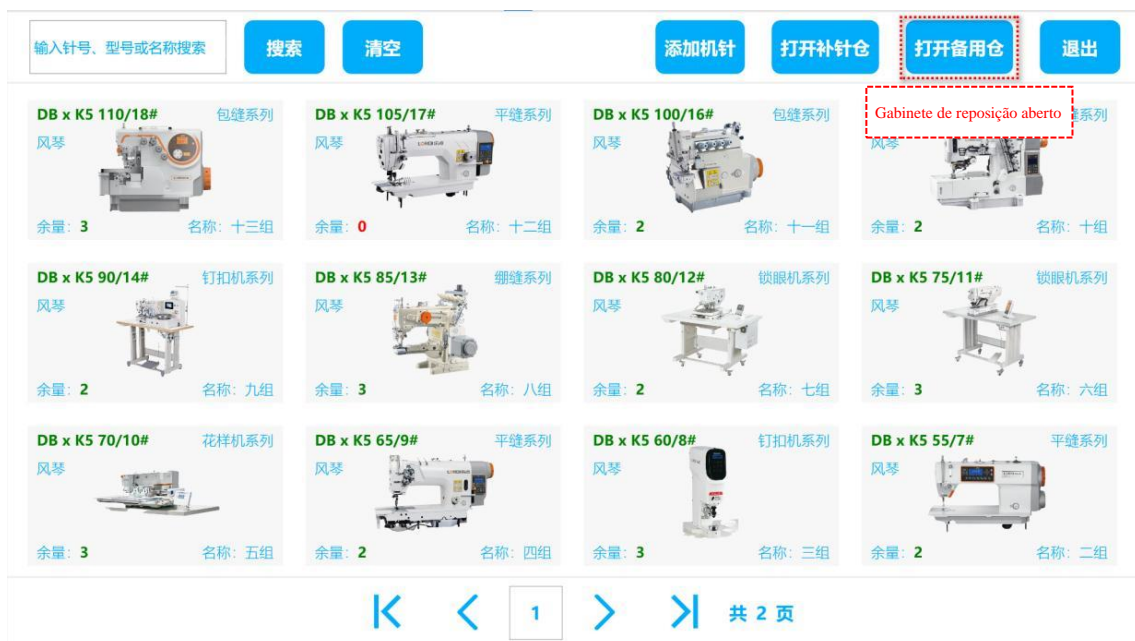 输入针号、型号或名称搜索
搜索
清空
添加机针
打开补针仓
打开备用仓
退出
DB x K5 110/18# 包缝系列
风琴
余量: 3 名称: 十三组
DB x K5 105/17# 平缝系列
风琴
余量: 0 名称: 十二组
DB x K5 100/16# 包缝系列
风琴
余量: 2 名称: 十一组
Gabinete de reposição aberto
缝系列
风琴
余量: 2 名称: 十组
DB x K5 90/14# 钉扣机系列
风琴
余量: 2 名称: 九组
DB x K5 85/13# 绷缝系列
风琴
余量: 3 名称: 八组
DB x K5 80/12# 锁眼机系列
风琴
余量: 2 名称: 七组
DB x K5 75/11# 锁眼机系列
风琴
余量: 3 名称: 六组
DB x K5 70/10# 花样机系列
风琴
余量: 3 名称: 五组
DB x K5 65/9# 平缝系列
风琴
余量: 2 名称: 四组
DB x K5 60/8# 钉扣机系列
风琴
余量: 3 名称: 三组
DB x K5 55/7# 平缝系列
风琴
余量: 2 名称: 二组
1
共 2 页